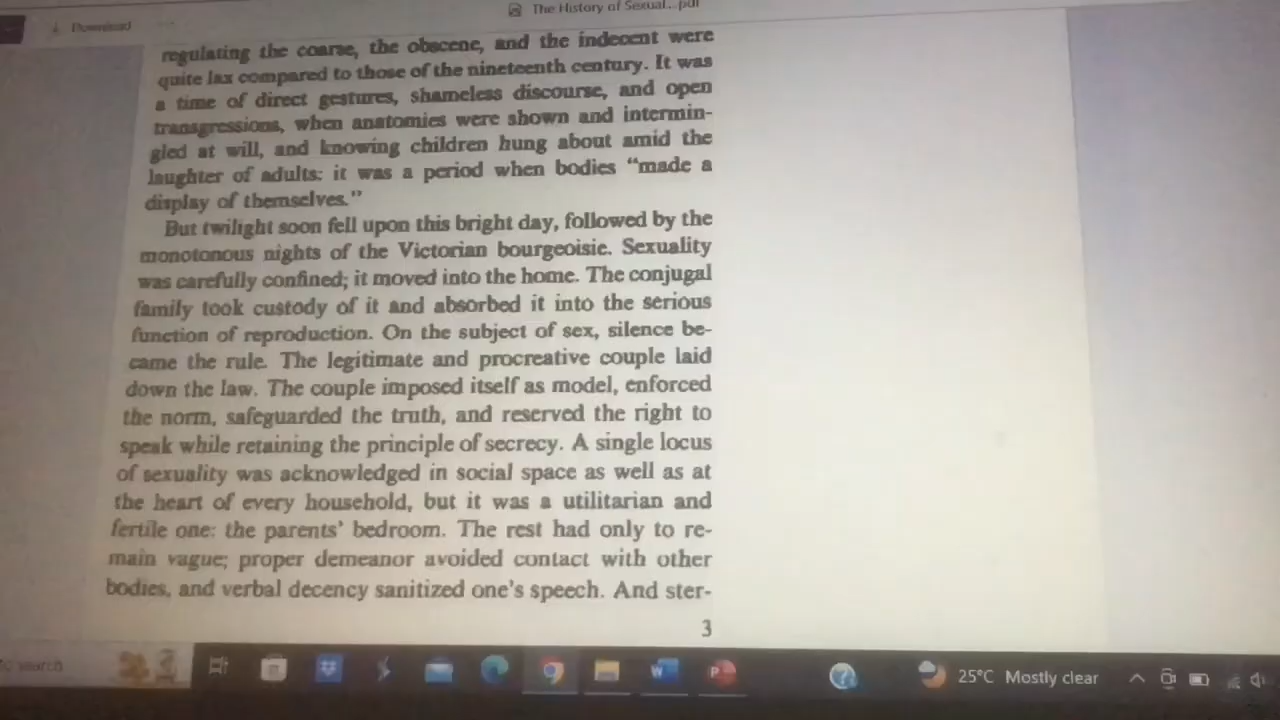 The History of Sexual...pdf
Download
regulating the coarse, the obscene, and the indecent were
quite lax compared to those of the nineteenth century. It was
a time of direct gestures, shameless discourse, and open
transgressions, when anatomies were shown and intermin-
gled at will, and knowing children hung about amid the
laughter of adults: it was a period when bodies “made a
display of themselves.”
But twilight soon fell upon this bright day, followed by the
monotonous nights of the Victorian bourgeoisie. Sexuality
was carefully confined; it moved into the home. The conjugal
family took custody of it and absorbed it into the serious
function of reproduction. On the subject of sex, silence be-
came the rule. The legitimate and procreative couple laid
down the law. The couple imposed itself as model, enforced
the norm, safeguarded the truth, and reserved the right to
speak while retaining the principle of secrecy. A single locus
of sexuality was acknowledged in social space as well as at
the heart of every household, but it was a utilitarian and
fertile one: the parents’ bedroom. The rest had only to re-
main vague; proper demeanor avoided contact with other
bodies, and verbal decency sanitized one’s speech. And ster-
3
search
25°C Mostly clear